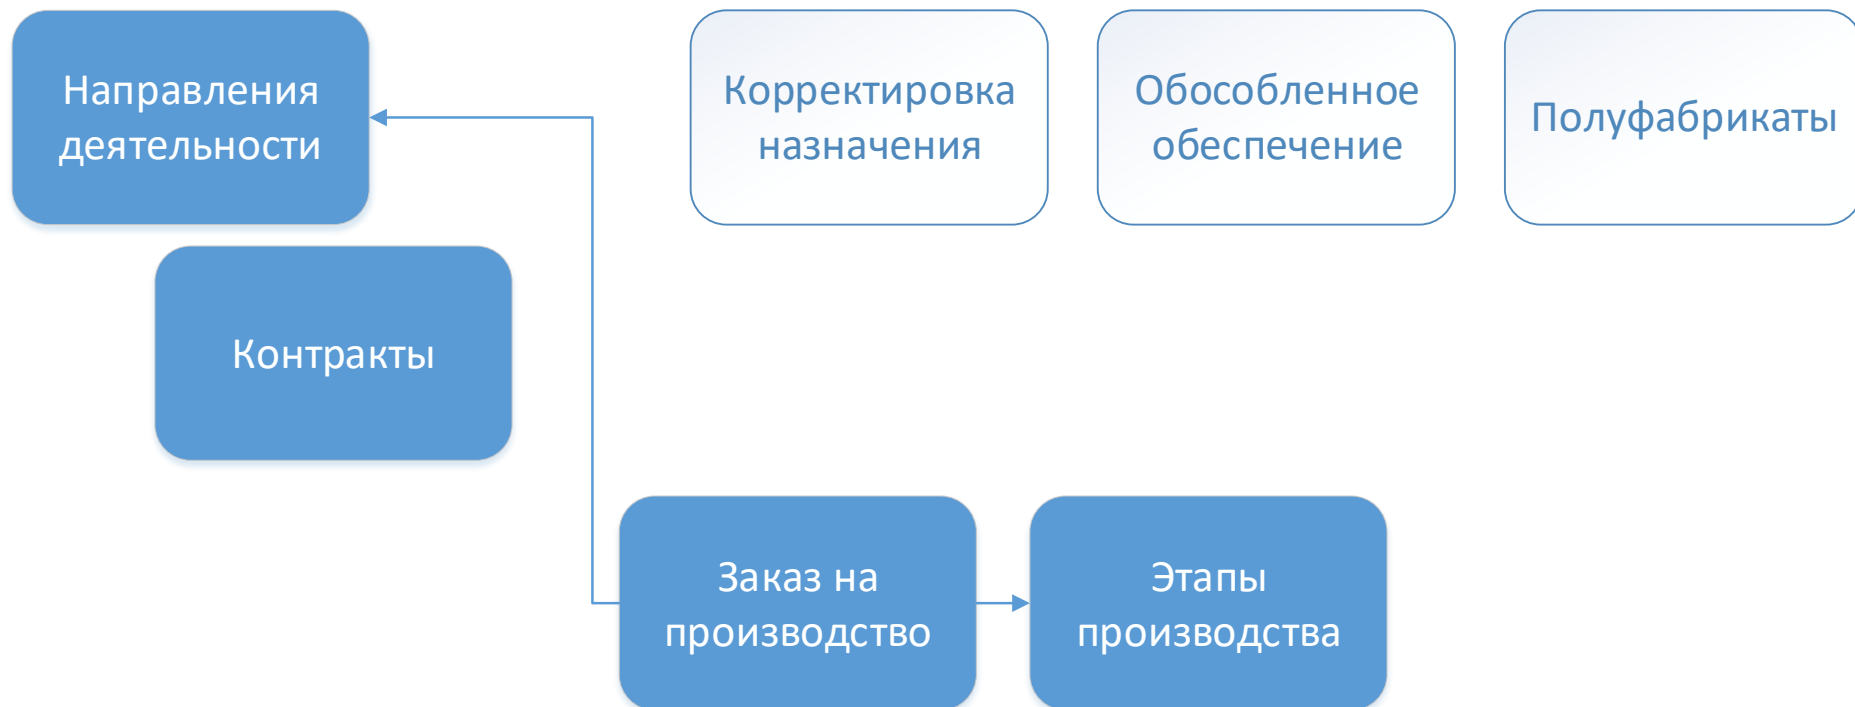 Направления
деятельности
Корректировка
назначения
Обособленное
обеспечение
Полуфабрикаты
Контракты
Заказ на
производство
Этапы
производства